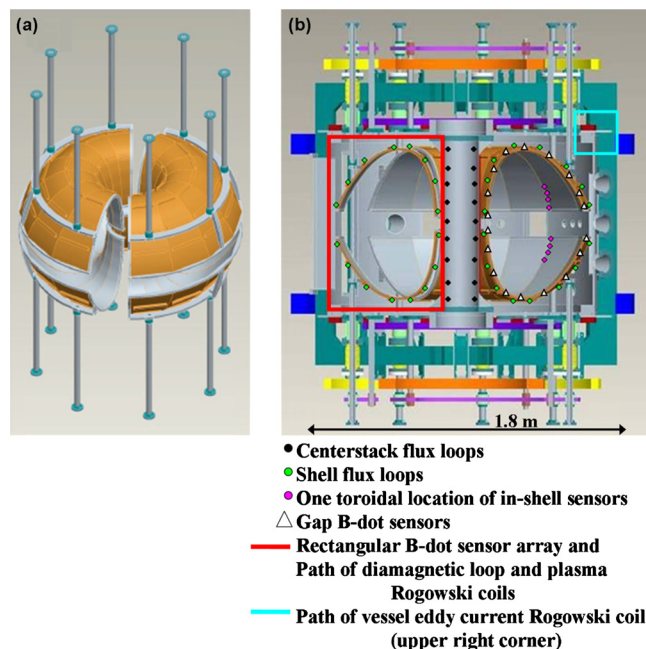 (a)
(b)
1.8 m
Centerstack flux loops
Shell flux loops
One toroidal location of in-shell sensors
Gap B-dot sensors
Rectangular B-dot sensor array and
Path of diamagnetic loop and plasma
Rogowski coils
Path of vessel eddy current Rogowski coil
(upper right corner)